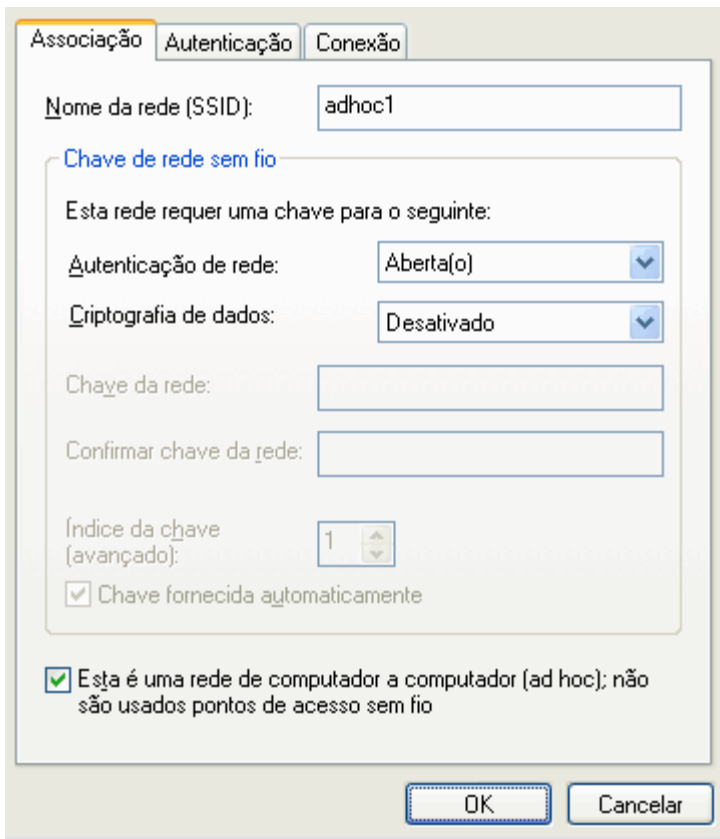 Associação Autenticação Conexão
Nome da rede (SSID): adhoc1
Chave de rede sem fio
Esta rede requer uma chave para o seguinte:
Autenticação de rede: Aberta(o)
Criptografia de dados: Desativado
Chave da rede:
Confirmar chave da rede:
Índice da chave
(avançado): 1
Chave fornecida automaticamente
Esta é uma rede de computador a computador (ad hoc); não
são usados pontos de acesso sem fio
OK Cancelar